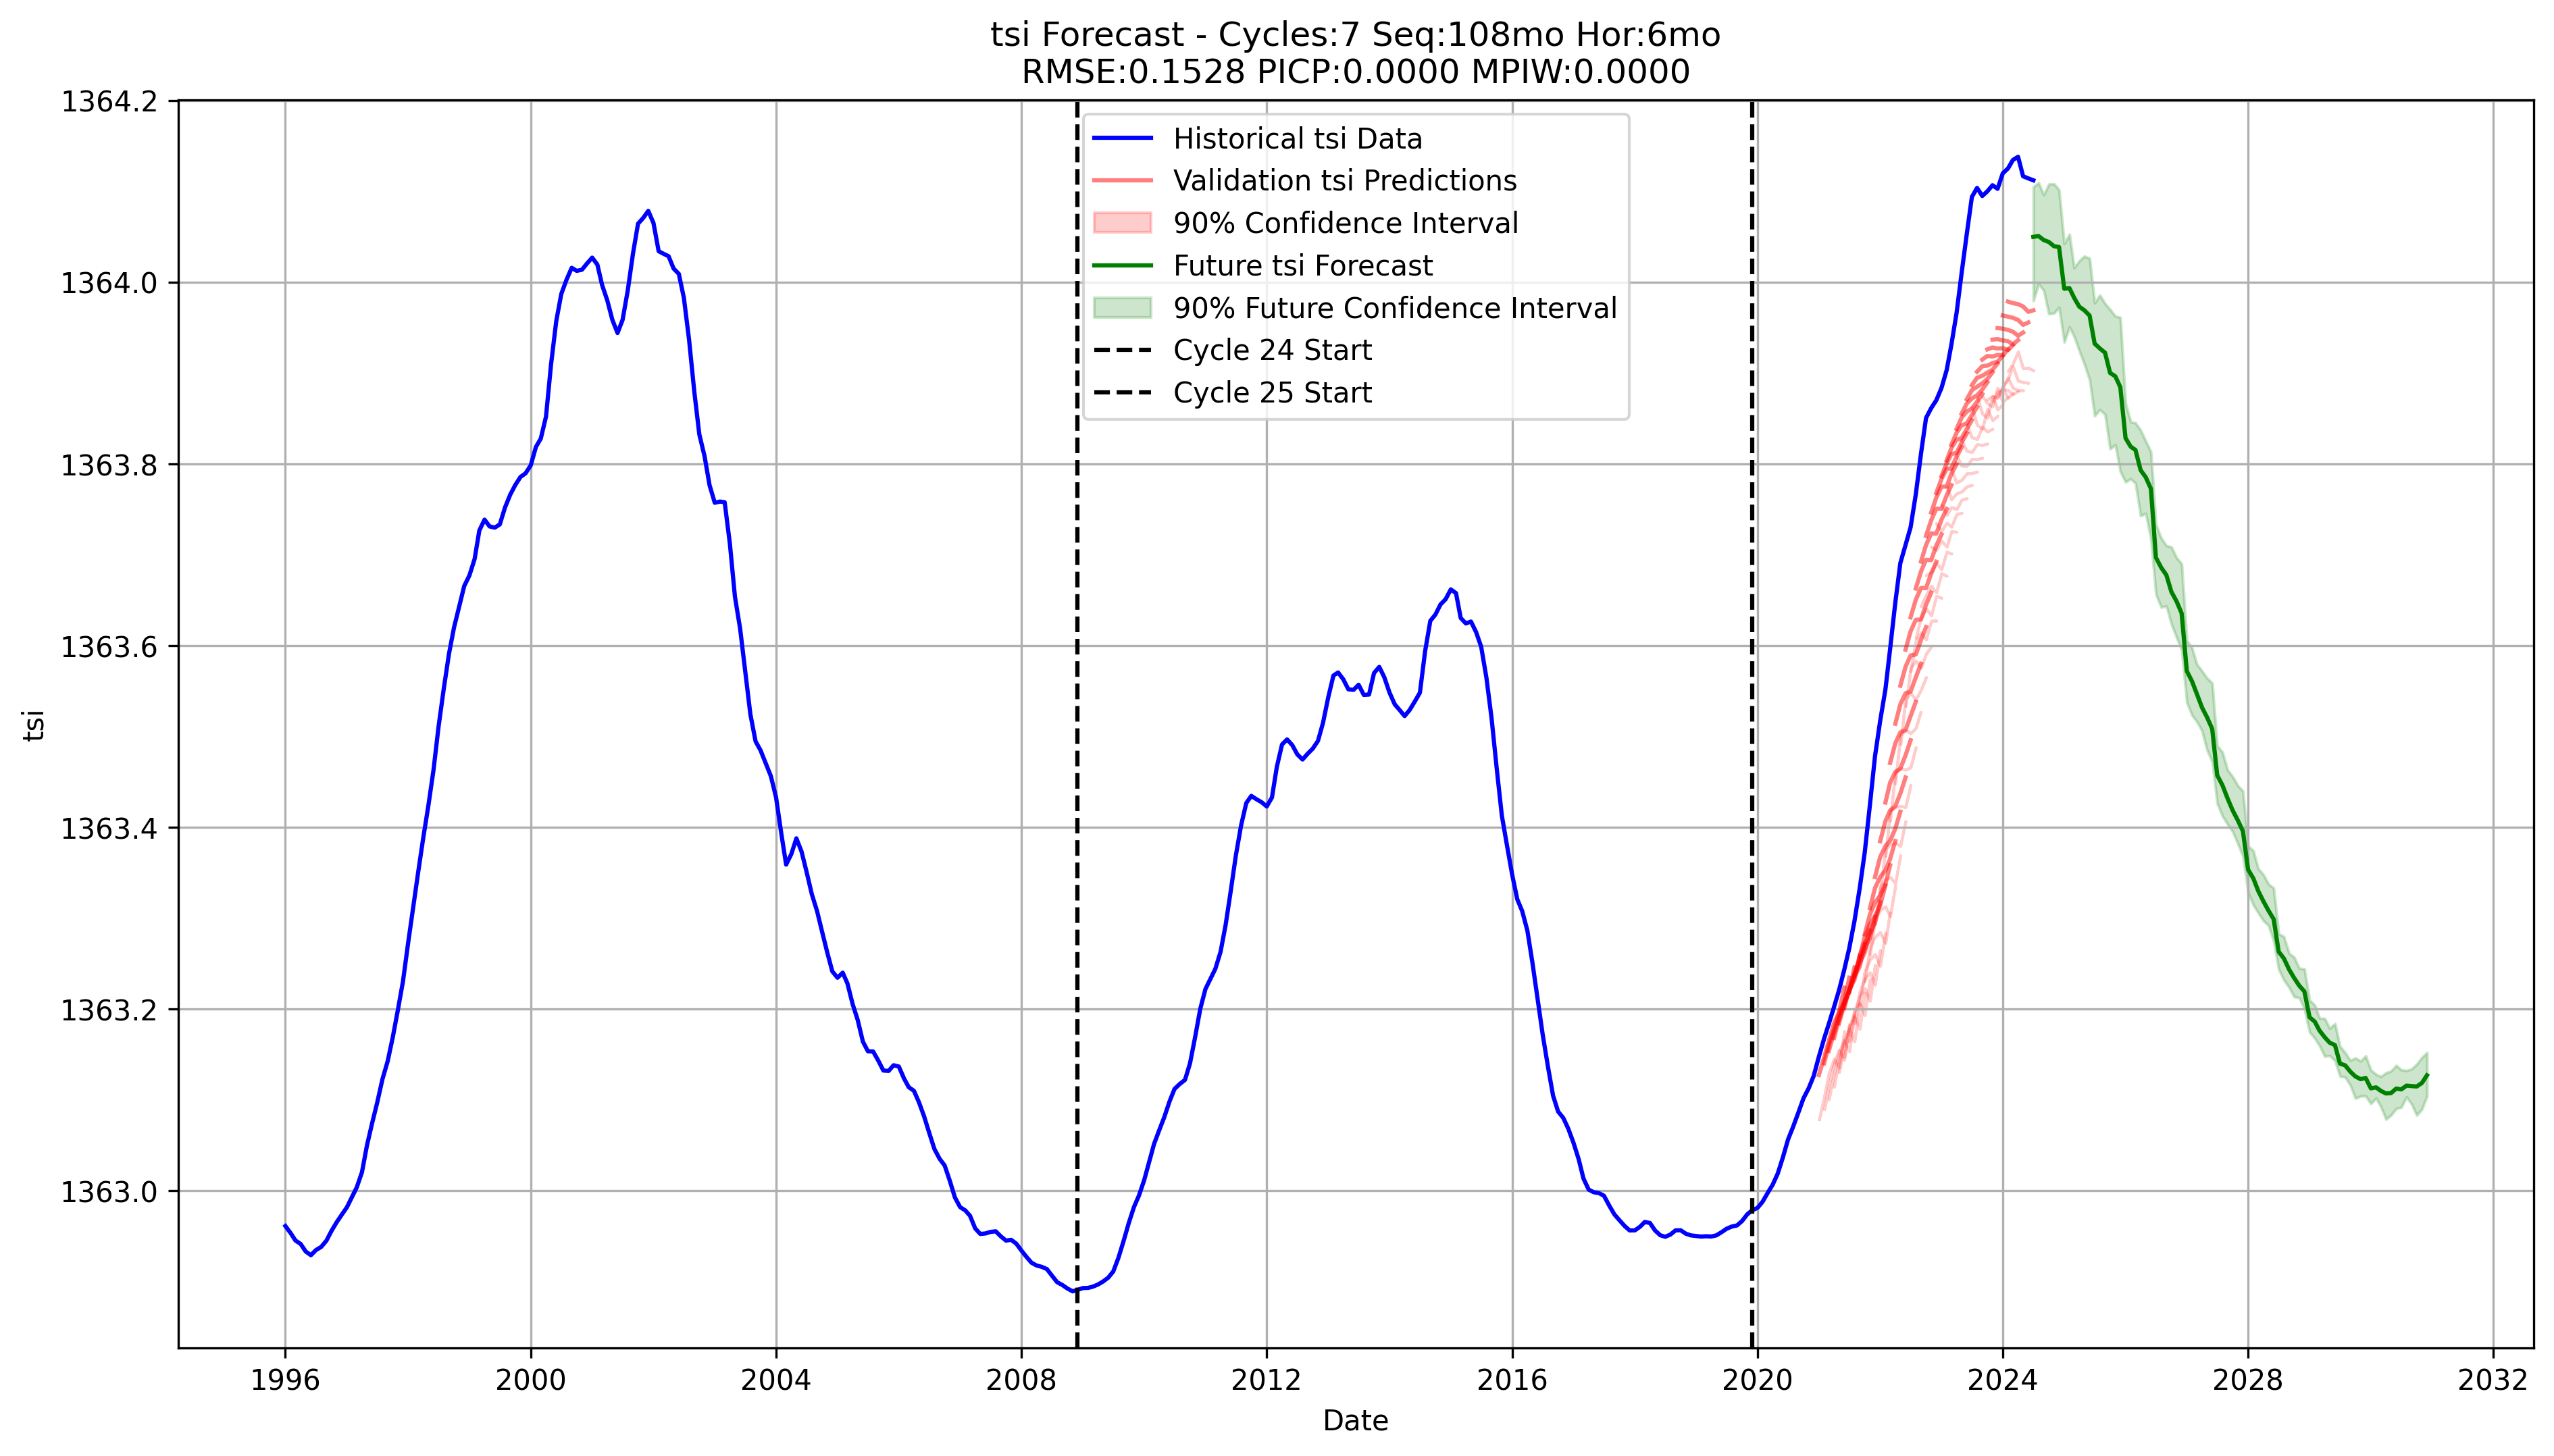 tsi Forecast - Cycles:7 Seq:108mo Hor:6mo
RMSE:0.1528 PICP:0.0000 MPIW:0.0000
1364.2
1364.0
1363.8
1363.6
1363.4
1363.2
1363.0
tsi
Historical tsi Data
Validation tsi Predictions
90% Confidence Interval
Future tsi Forecast
90% Future Confidence Interval
Cycle 24 Start
Cycle 25 Start
1996 2000 2004 2008 2012 2016 2020 2024 2028 2032
Date